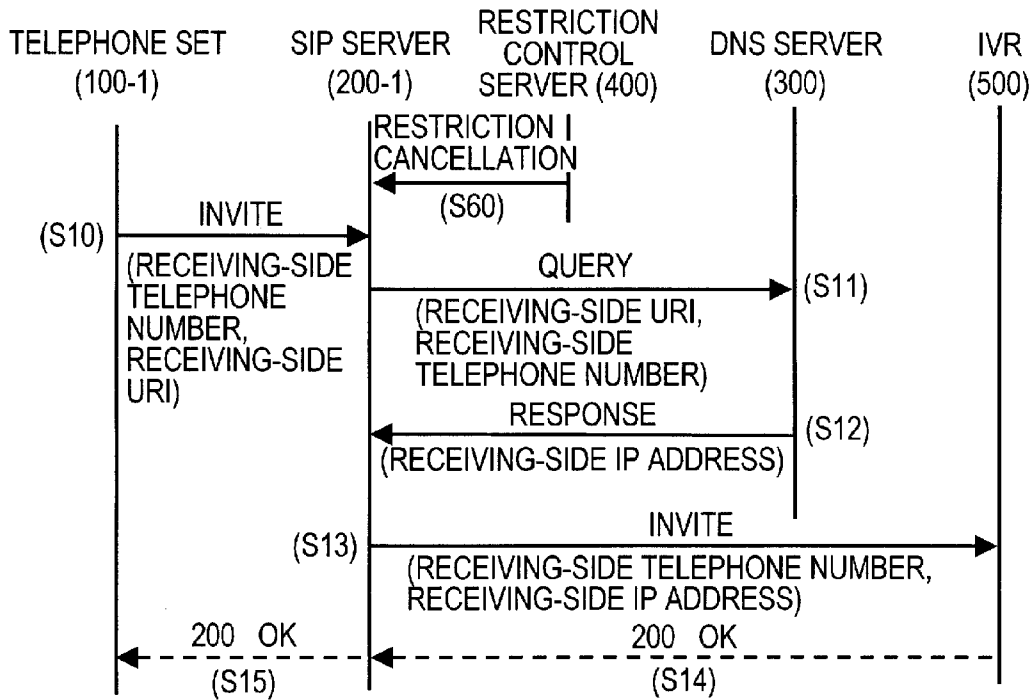 TELEPHONE SET
(100-1)
SIP SERVER
(200-1)
RESTRICTION
CONTROL
SERVER (400)
DNS SERVER
(300)
IVR
(500)
RESTRICTION
CANCELLATION
(S60)
(S10)
INVITE
(RECEIVING-SIDE
TELEPHONE
NUMBER,
RECEIVING-SIDE
URI)
QUERY
(S11)
(RECEIVING-SIDE URI,
RECEIVING-SIDE
TELEPHONE NUMBER)
RESPONSE
(S12)
(RECEIVING-SIDE IP ADDRESS)
(S13)
INVITE
(RECEIVING-SIDE TELEPHONE NUMBER,
RECEIVING-SIDE IP ADDRESS)
200 OK
(S15)
200 OK
(S14)